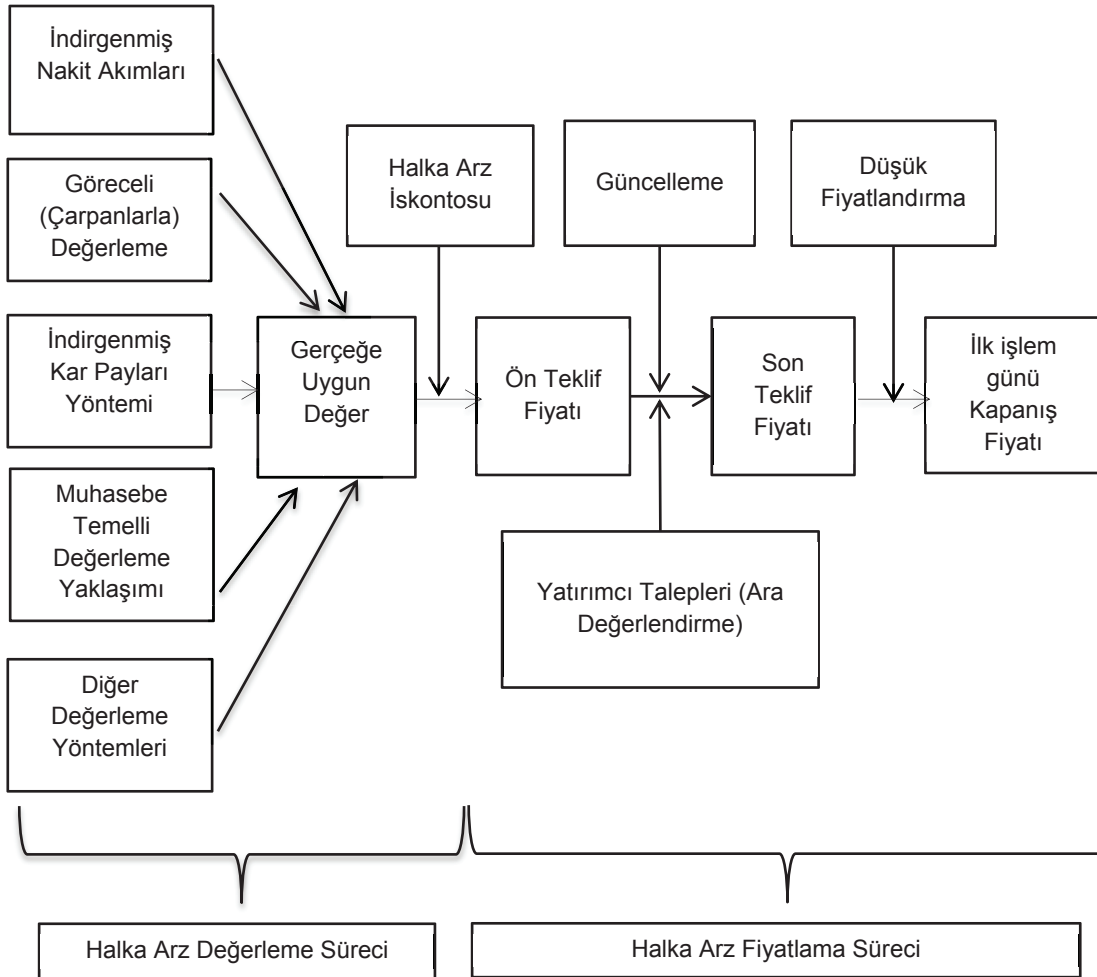 İndirgenmiş
Nakit Akımları
Göreceli
(Çarpanlarla)
Değerleme
İndirgenmiş
Kar Payları
Yöntemi
Muhasebe
Temelli
Değerleme
Yaklaşımı
Diğer
Değerleme
Yöntemleri
Gerçeğe
Uygun
Değer
Halka Arz
İskontosu
Ön Teklif
Fiyatı
Güncelleme
Yatırımcı Talepleri (Ara
Değerlendirme)
Son
Teklif
Fiyatı
Düşük
Fiyatlandırma
İlk işlem
günü
Kapanış
Fiyatı
Halka Arz Değerleme Süreci
Halka Arz Fiyatlama Süreci